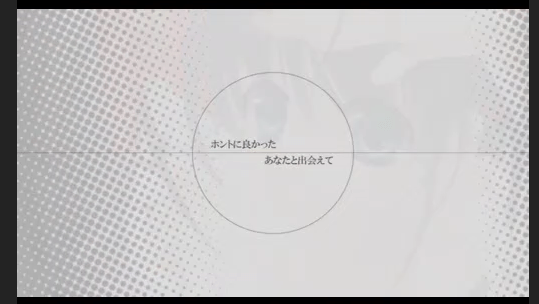 ホントに良かった
あなたと出会えて